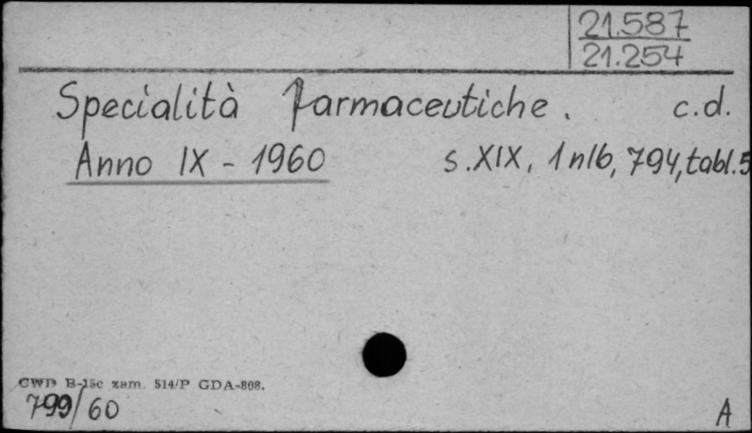 21.587
21.254
Specialità farmaceutiche. c.d.
Anno IX - 1960 s. XIX, 1 nlb, 794, tabl. 5
CWD B-15c zam. 514/P GDA-808.
799/60
A